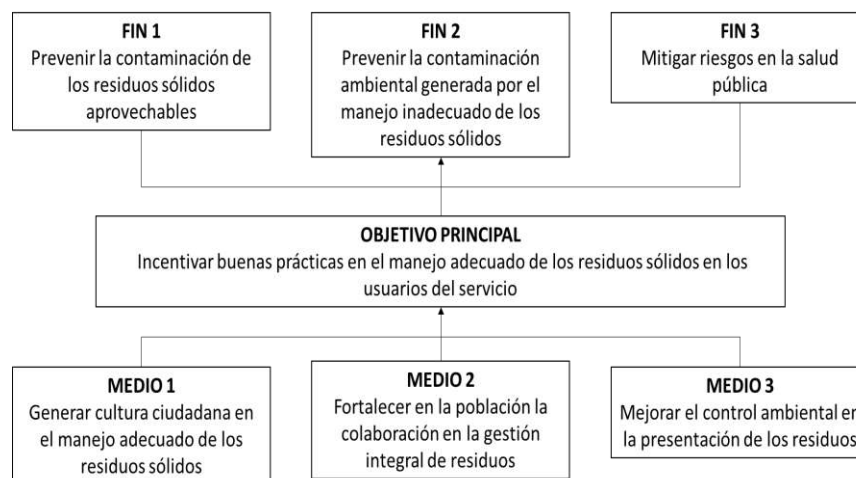 FIN 1
Prevenir la contaminación de
los residuos sólidos
aprovechables
FIN 2
Prevenir la contaminación
ambiental generada por el
manejo inadecuado de los
residuos sólidos
FIN 3
Mitigar riesgos en la salud
pública
OBJETIVO PRINCIPAL
Incentivar buenas prácticas en el manejo adecuado de los residuos sólidos en los
usuarios del servicio
MEDIO 1
Generar cultura ciudadana en
el manejo adecuado de los
residuos sólidos
MEDIO 2
Fortalecer en la población la
colaboración en la gestión
integral de residuos
MEDIO 3
Mejorar el control ambiental en
la presentación de los residuos